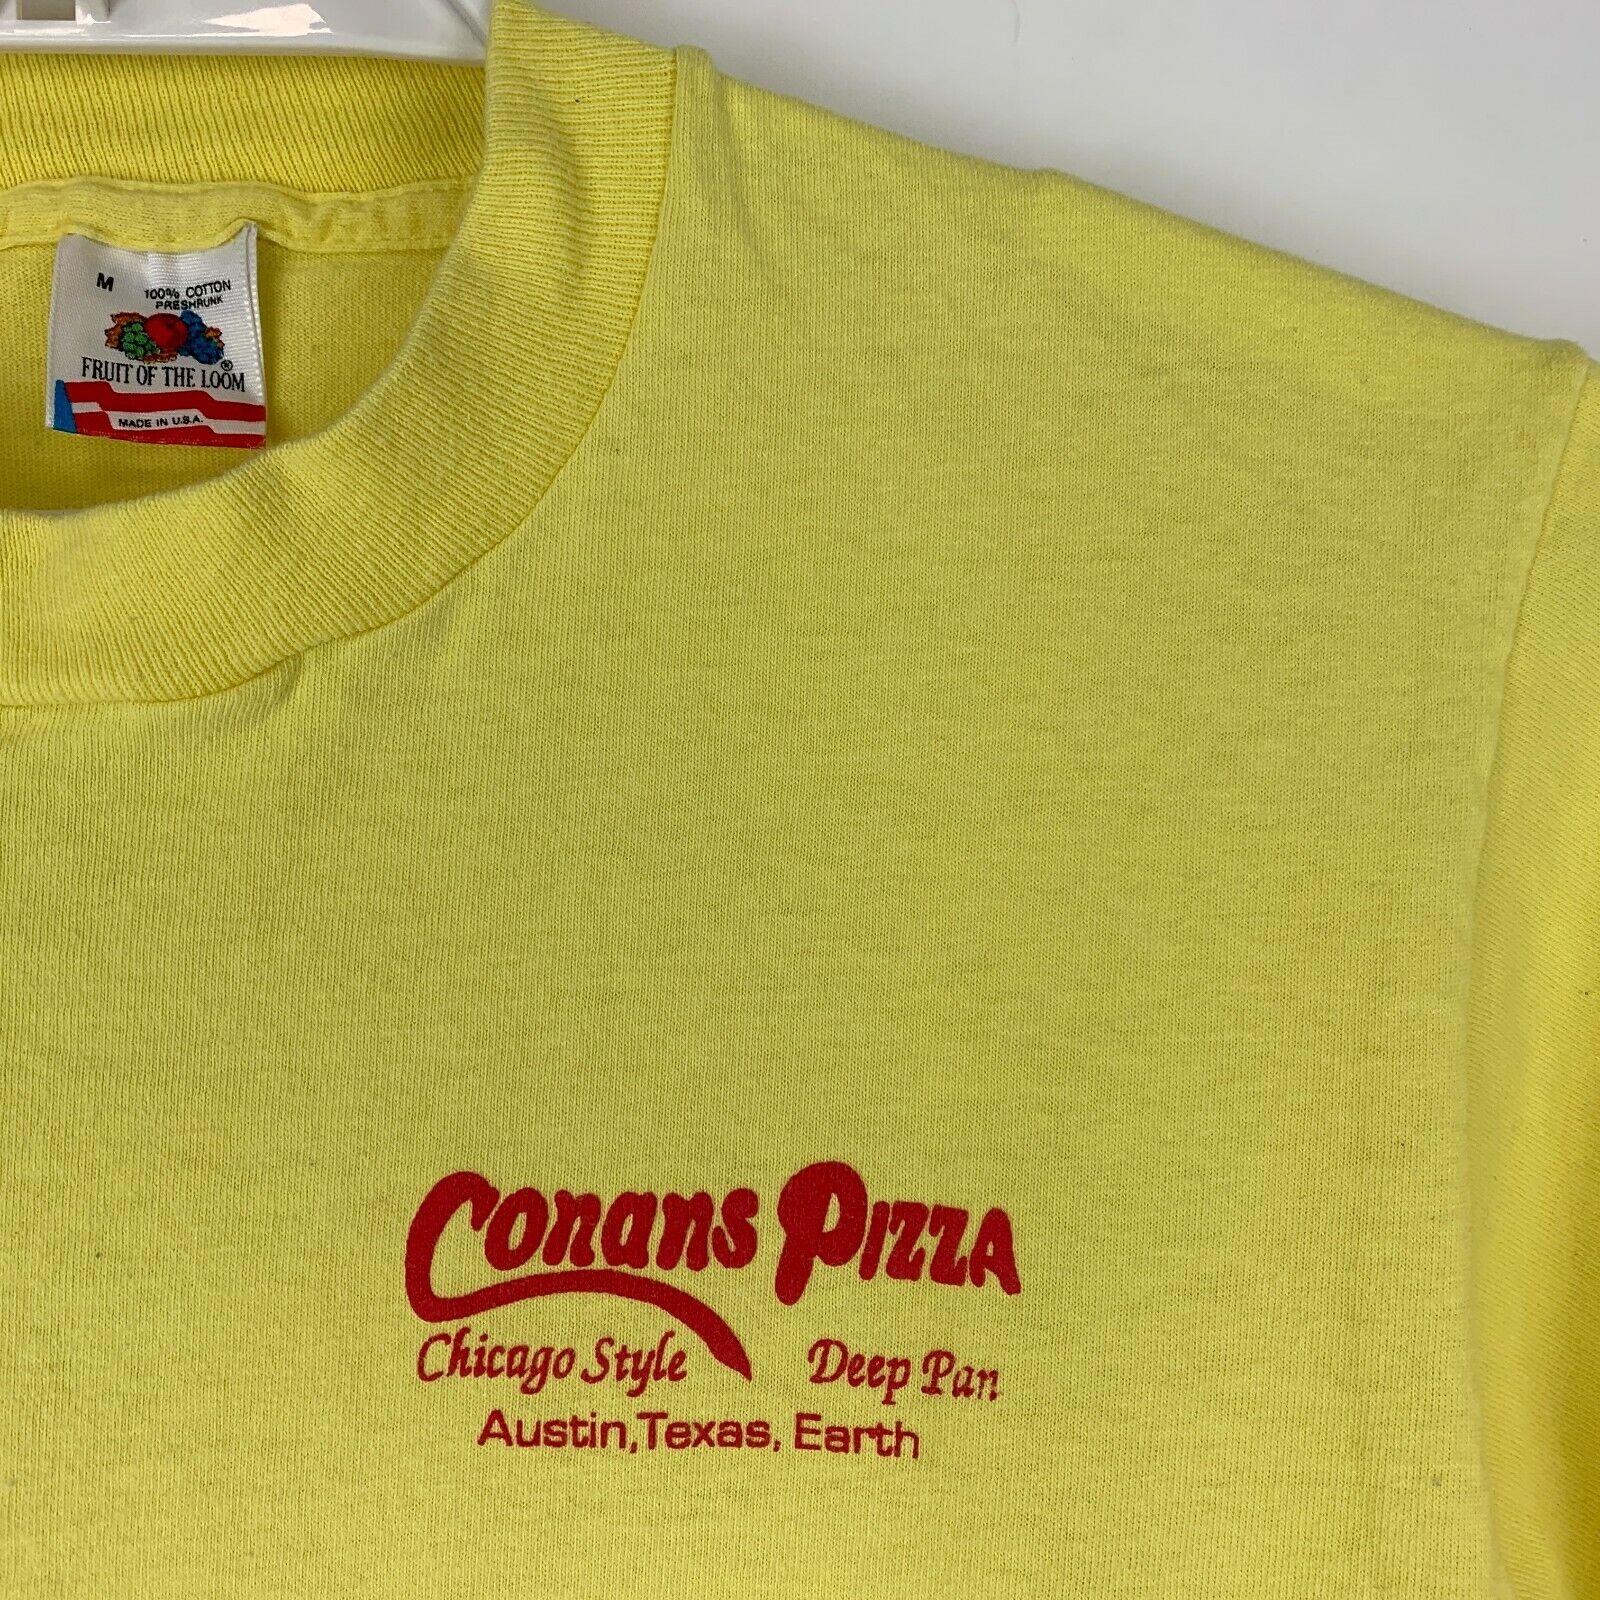 M
100% COTTON
PRESHRUNK
FRUIT OF THE LOOM®
MADE IN U.S.A.
Conans Pizza
Chicago Style Deep Pan
Austin, Texas, Earth